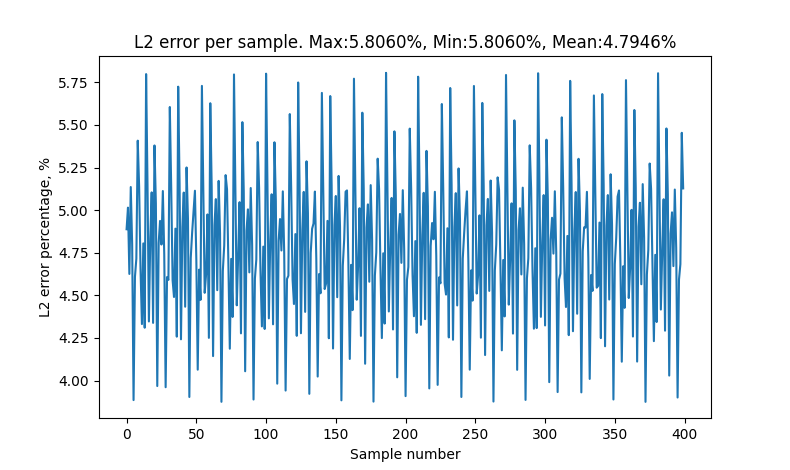 L2 error per sample. Max:5.8060%, Min:5.8060%, Mean:4.7946%
L2 error percentage, %
5.75
5.50
5.25
5.00
4.75
4.50
4.25
4.00
0 50 100 150 200 250 300 350 400
Sample number